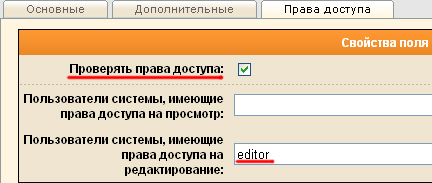 Основные Дополнительные Права доступа
Свойства поля
Проверять права доступа:
Пользователи системы, имеющие
права доступа на просмотр:
Пользователи системы, имеющие
права доступа на editor
редактирование: